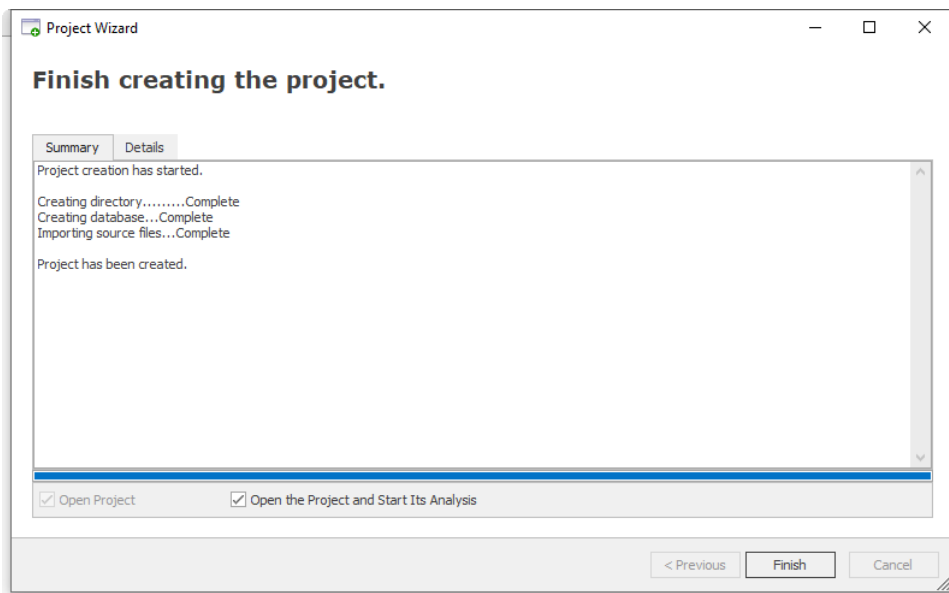 Project Wizard
Finish creating the project.
Summary Details
Project creation has started.
Creating directory.........Complete
Creating database...Complete
Importing source files...Complete
Project has been created.
Open Project Open the Project and Start Its Analysis
< Previous Finish Cancel